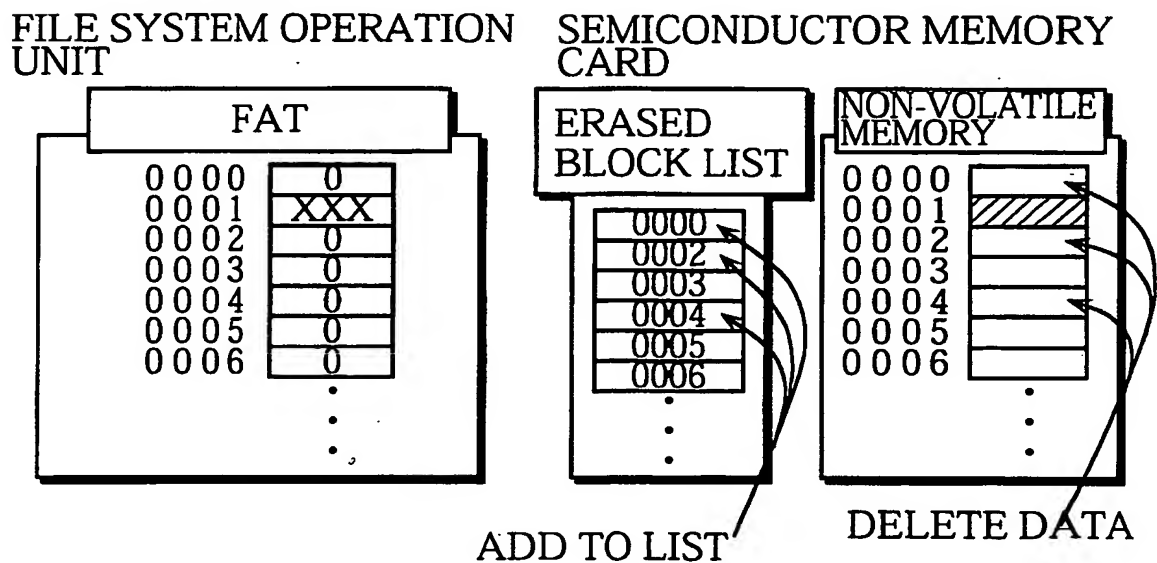 FILE SYSTEM OPERATION
UNIT
SEMICONDUCTOR MEMORY
CARD
FAT
0000 0
0001 XXX
0002 0
0003 0
0004 0
0005 0
0006 0
ERASED
BLOCK LIST
0000
0002
0003
0004
0005
0006
NON-VOLATILE
MEMORY
0000
0001
0002
0003
0004
0005
0006
ADD TO LIST
DELETE DATA